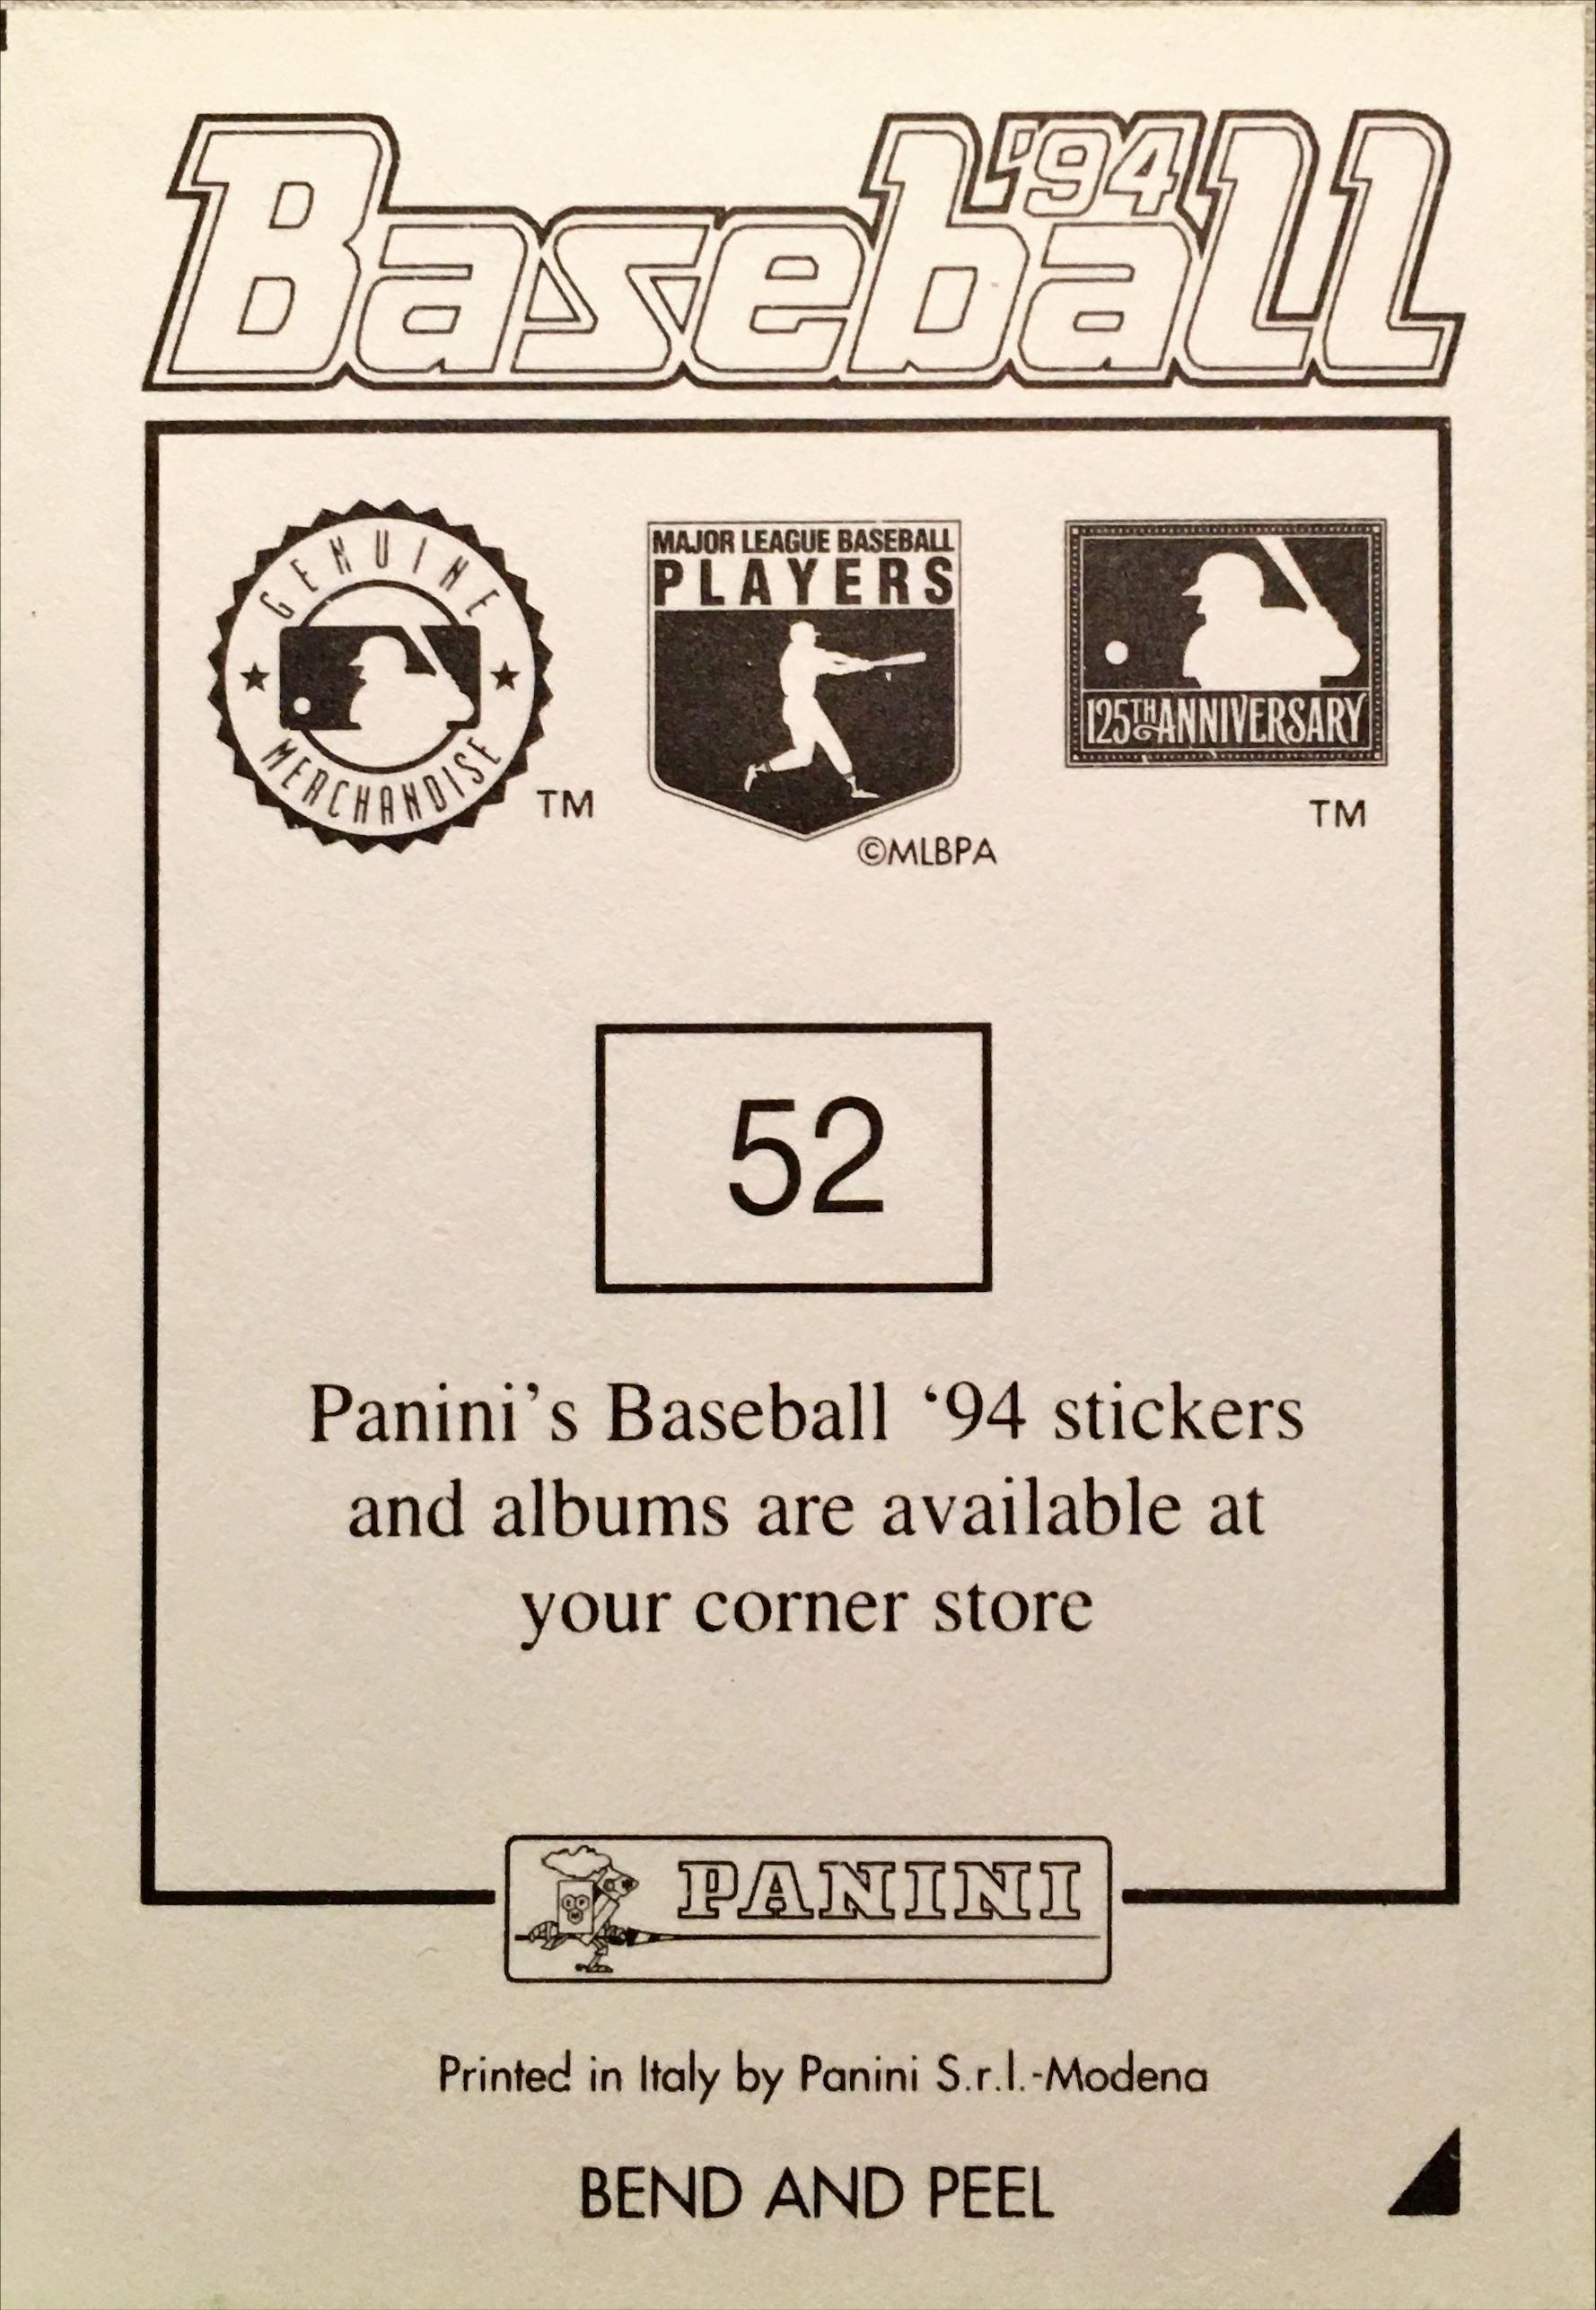 Baseball '94
GENUINE
MERCHANDISE
TM
MAJOR LEAGUE BASEBALL
PLAYERS
©MLBPA
125TH ANNIVERSARY
TM
52
Panini's Baseball ‘94 stickers
and albums are available at
your corner store
PANINI
Printed in Italy by Panini S.r.l.-Modena
BEND AND PEEL